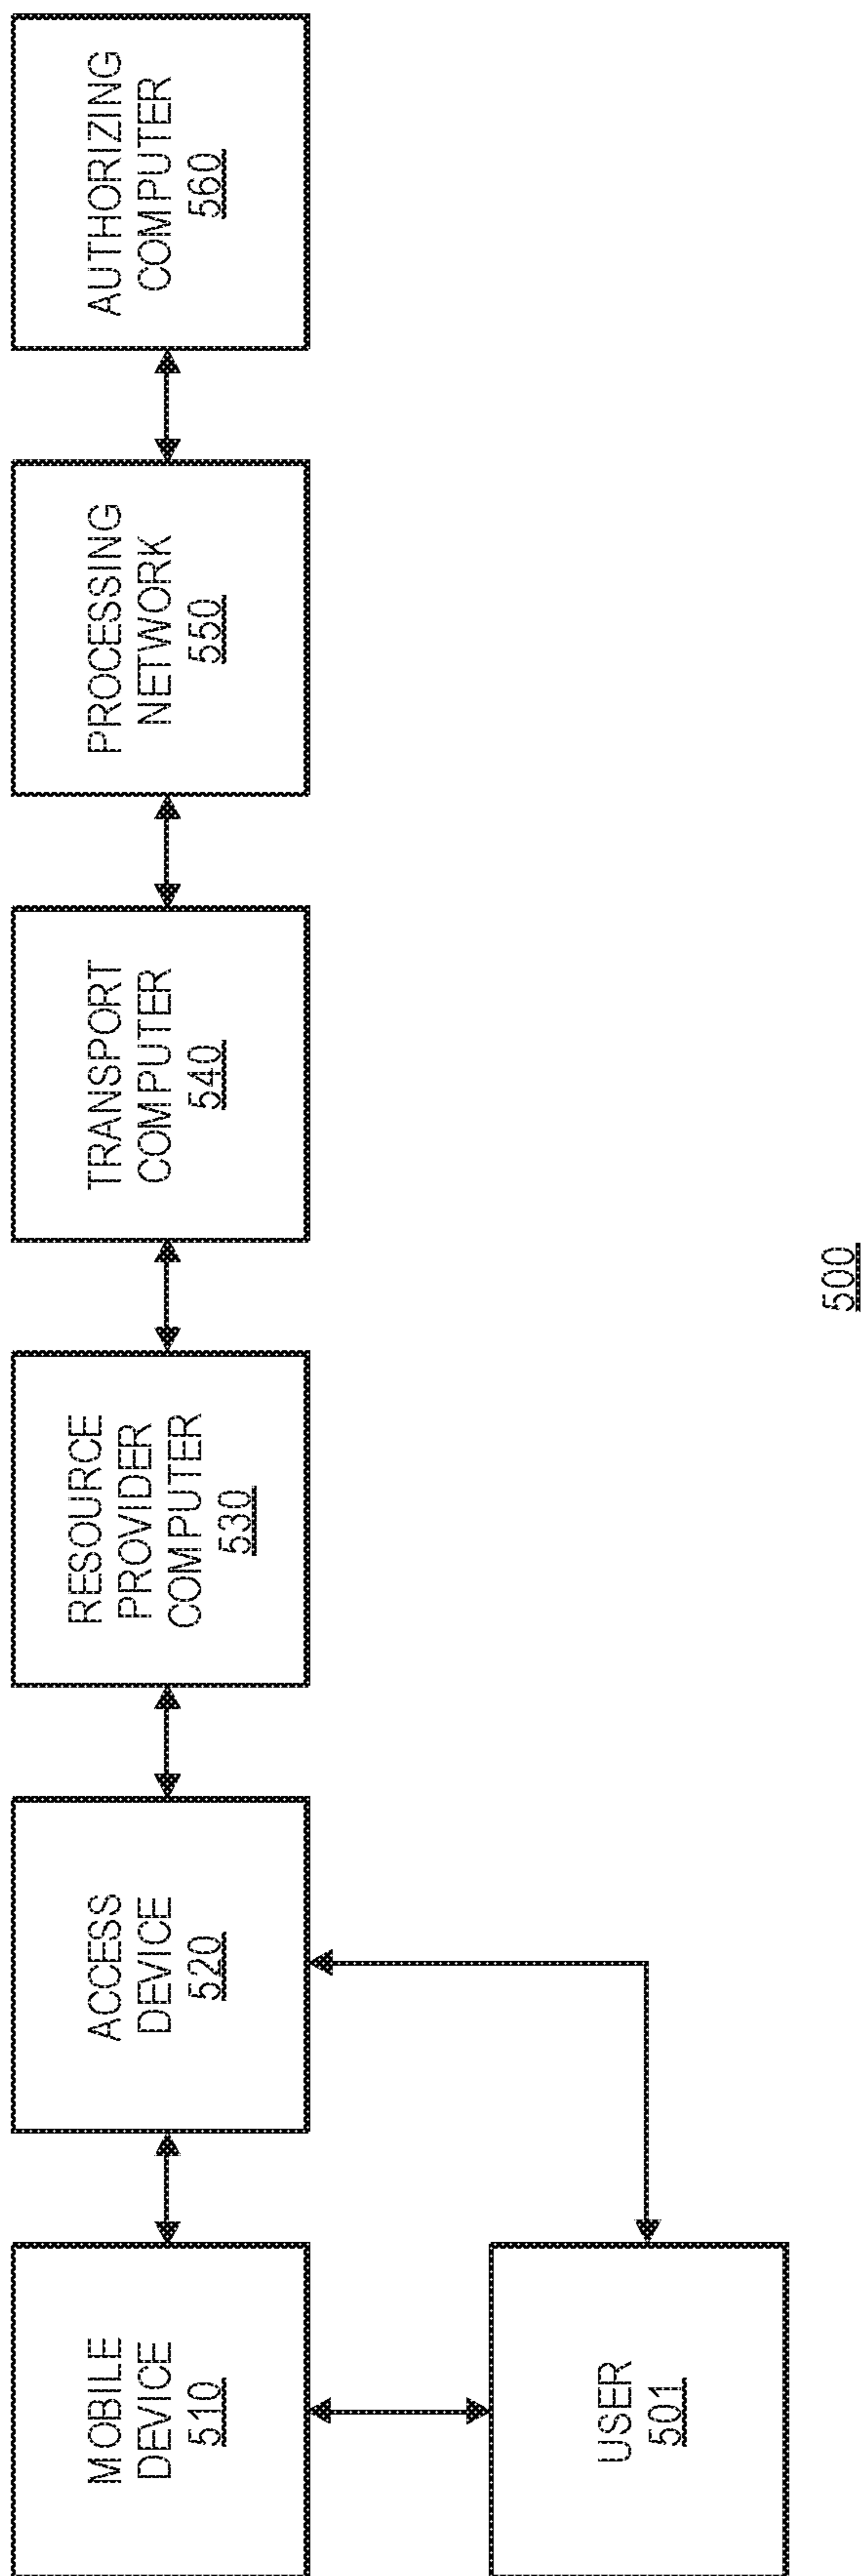 MOBILE
DEVICE
510
ACCESS
DEVICE
520
RESOURCE
PROVIDER
COMPUTER
530
TRANSPORT
COMPUTER
540
PROCESSING
NETWORK
550
AUTHORIZING
COMPUTER
560
USER
501
500